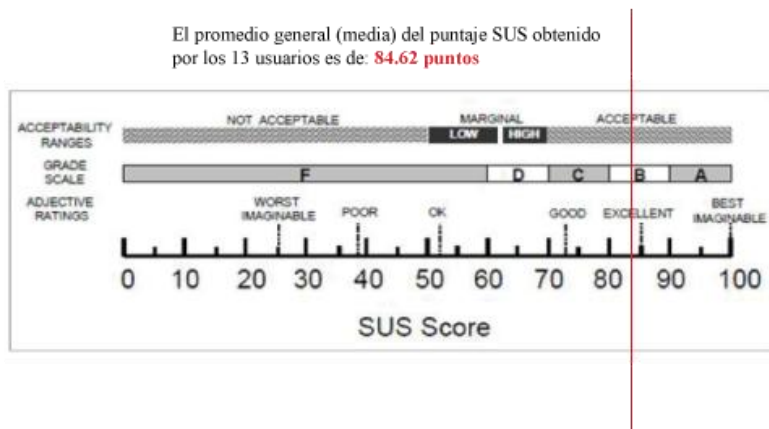 El promedio general (media) del puntaje SUS obtenido
por los 13 usuarios es de: 84.62 puntos
NOT ACCEPTABLE MARGINAL ACCEPTABLE
ACCEPTABILITY RANGES
LOW HIGH
GRADE SCALE
F D C B A
ADJECTIVE RATINGS
WORST IMAGINABLE POOR OK GOOD EXCELLENT BEST IMAGINABLE
0 10 20 30 40 50 60 70 80 90 100
SUS Score